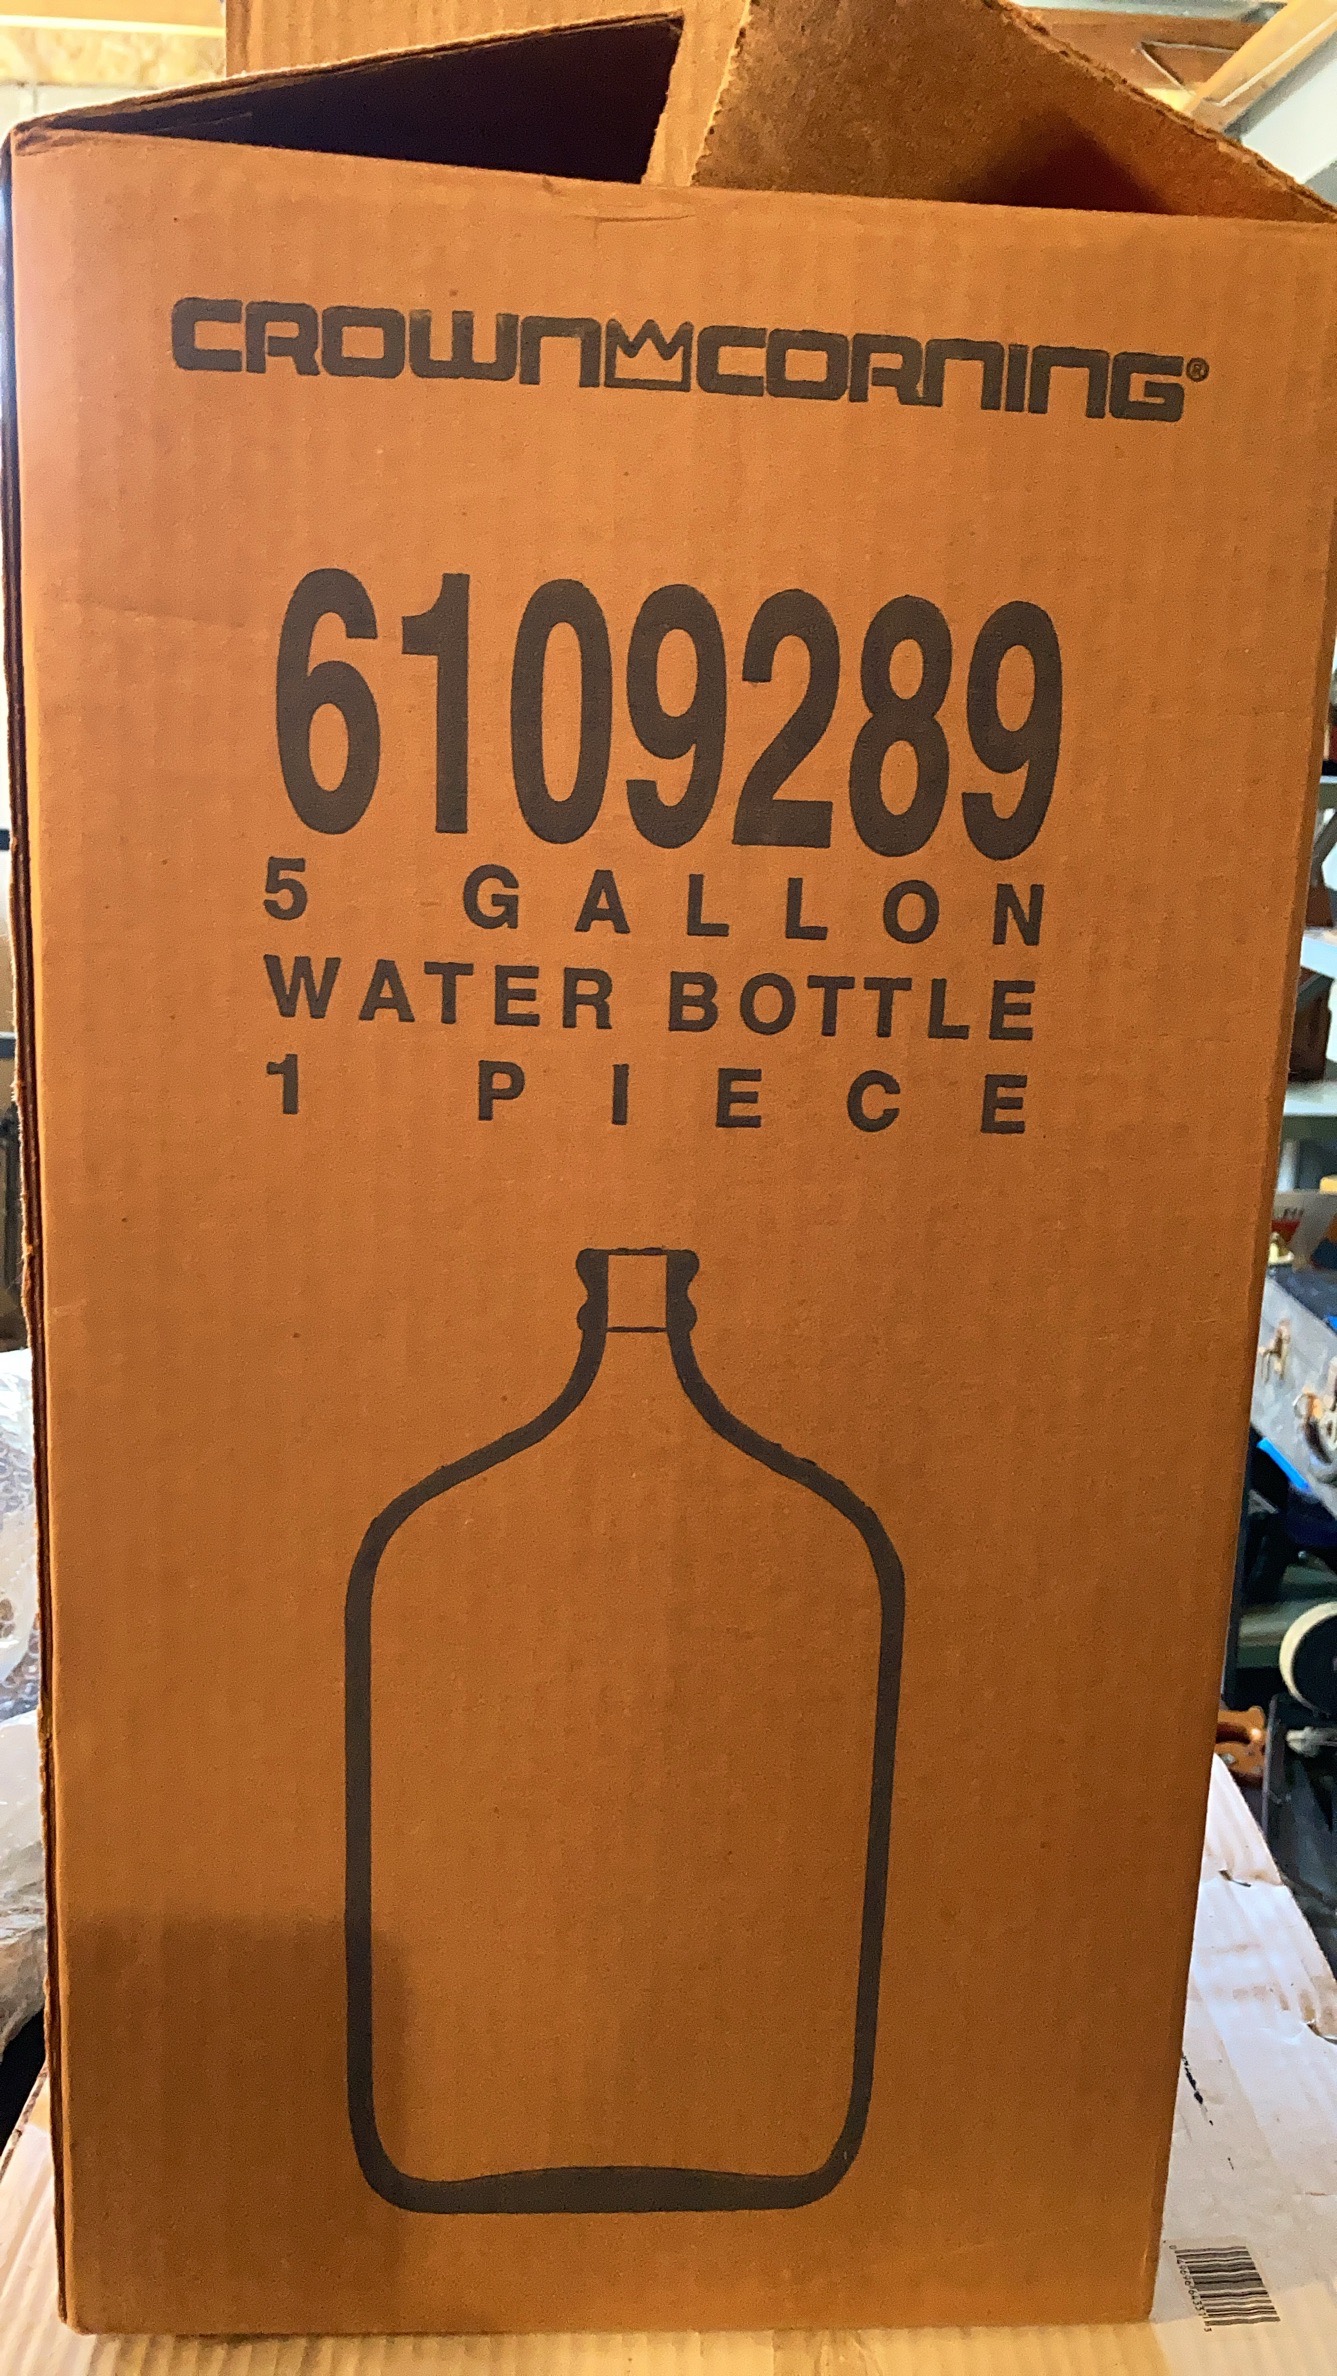 CROWN CORNING®
6109289
5 GALLON
WATER BOTTLE
1 PIECE